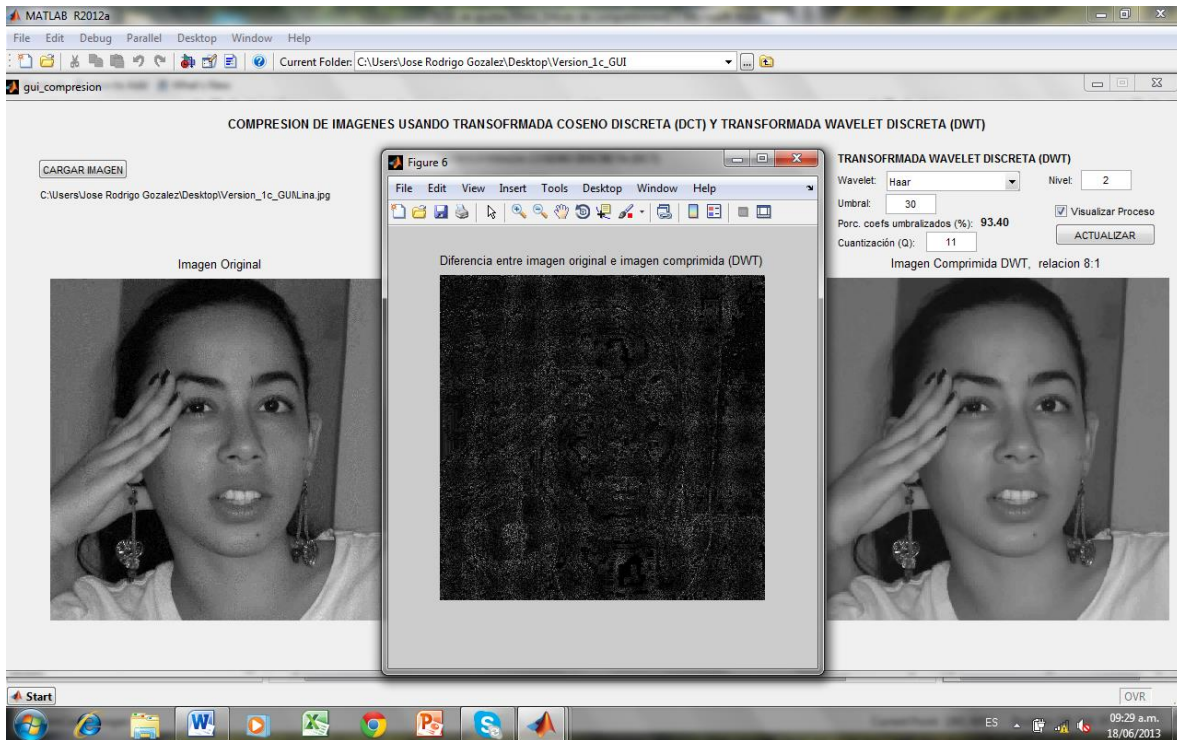 MATLAB R2012a
File Edit Debug Parallel Desktop Window Help
Current Folder: C:\Users\Jose Rodrigo Gozalez\Desktop\Version_1c_GUI
gui_compresion
COMPRESION DE IMAGENES USANDO TRANSOFRMADA COSENO DISCRETA (DCT) Y TRANSFORMADA WAVELET DISCRETA (DWT)
CARGAR IMAGEN
C:\Users\Jose Rodrigo Gozalez\Desktop\Version_1c_GUI\Lina.jpg
Imagen Original
Figure 6
File Edit View Insert Tools Desktop Window Help
Diferencia entre imagen original e imagen comprimida (DWT)
TRANSOFRMADA WAVELET DISCRETA (DWT)
Wavelet: Haar Nivel: 2
Umbral: 30
Visualizar Proceso
Porc. coefs umbralizados (%): 93.40
Cuantización (Q): 11
ACTUALIZAR
Imagen Comprimida DWT, relacion 8:1
Start
OVR
ES
09:29 a.m.
18/06/2013